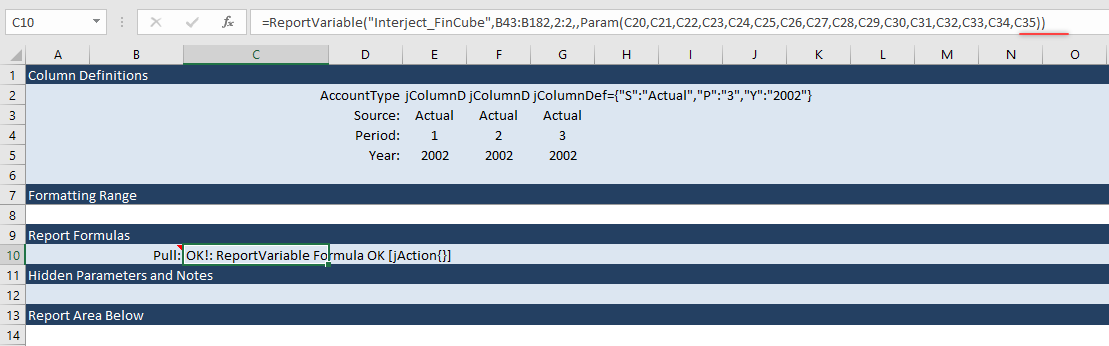 C10 =ReportVariable("Interject_FinCube",B43:B182,2:2,,Param(C20,C21,C22,C23,C24,C25,C26,C27,C28,C29,C30,C31,C32,C33,C34,C35))
A B C D E F G H I J K L M N O
1 Column Definitions
2 AccountType jColumnD jColumnD jColumnDef={"S":"Actual","P":"3","Y":"2002"}
3 Source: Actual Actual Actual
4 Period: 1 2 3
5 Year: 2002 2002 2002
6
7 Formatting Range
8
9 Report Formulas
10 Pull: OK!: ReportVariable Formula OK [jAction{}]
11 Hidden Parameters and Notes
12
13 Report Area Below
14